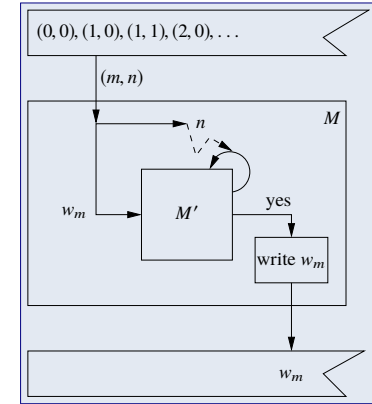 (0, 0), (1, 0), (1, 1), (2, 0), . . .
(m, n)
n
M
w_m
M′
yes
write w_m
w_m